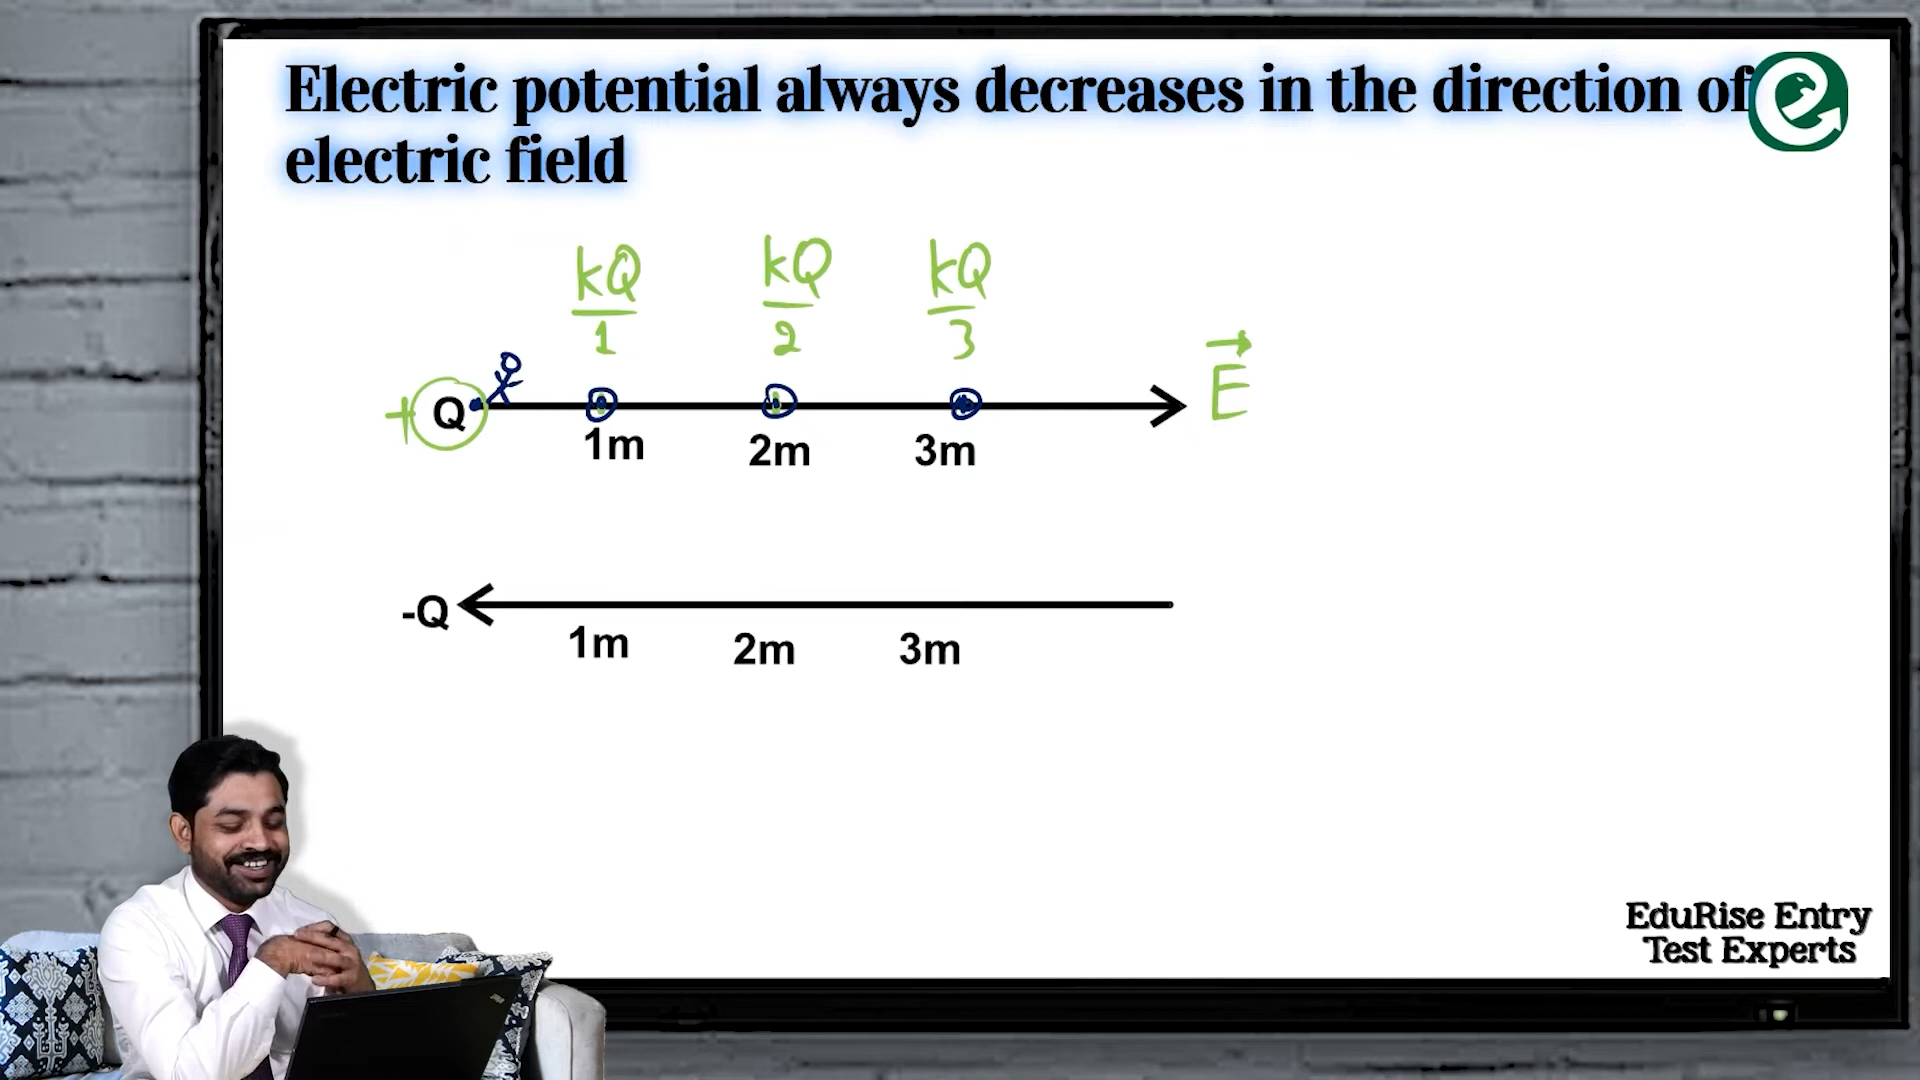 Electric potential always decreases in the direction of
electric field
kQ kQ kQ
1 2 3
+ Q E
1m 2m 3m
-Q
1m 2m 3m
EduRise Entry
Test Experts